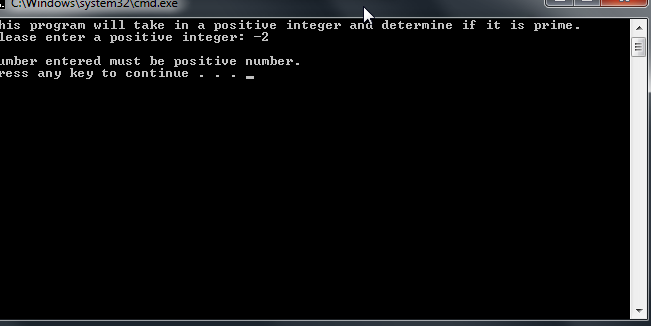 C:\Windows\system32\cmd.exe
his program will take in a positive integer and determine if it is prime.
lease enter a positive integer: -2
umber entered must be positive number.
ress any key to continue . . . _